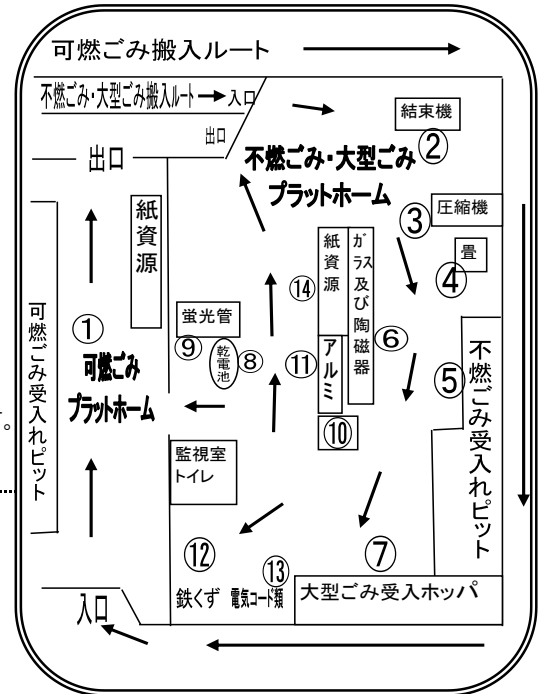 可燃ごみ搬入ルート
不燃ごみ・大型ごみ搬入ルート
入口
出口
出口
不燃ごみ・大型ごみ
プラットホーム
結束機
②
③
圧縮機
畳
④
紙資源
紙資源
ガラス及び陶磁器
⑭
⑥
⑤
不燃ごみ受入れピット
可燃ごみ受入れピット
①
可燃ごみ
プラットホーム
蛍光管
⑨
乾電池
⑧
⑪
アルミ
⑩
。
監視室
トイレ
⑫
鉄くず
⑬
電気コード類
⑦
大型ごみ受入ホッパ
入口